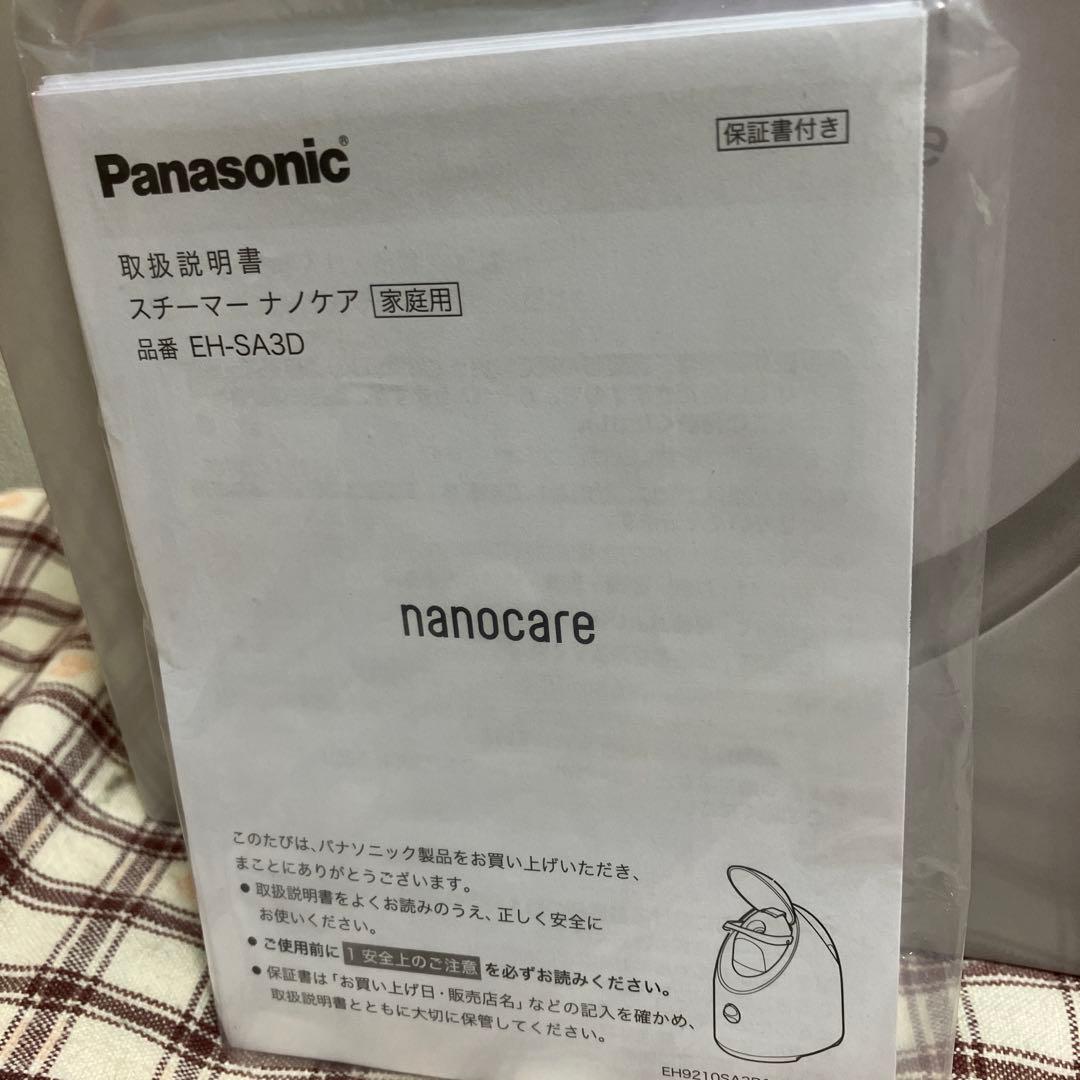 Panasonic®
保証書付き
取扱説明書
スチーマー ナノケア 家庭用
品番 EH-SA3D
nanocare
このたびは、パナソニック製品をお買い上げいただき、
まことにありがとうございます。
● 取扱説明書をよくお読みのうえ、正しく安全に
お使いください。
● ご使用前に 1 安全上のご注意 を必ずお読みください。
● 保証書は「お買い上げ日・販売店名」などの記入を確かめ、
取扱説明書とともに大切に保管してください。